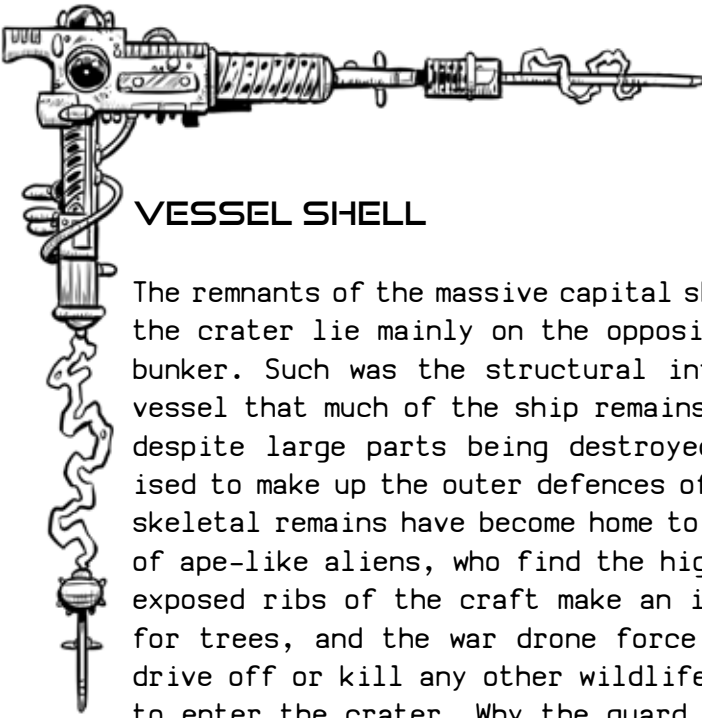 VESSEL SHELL
The remnants of the massive capital
the crater lie mainly on the
bunker. Such was the structural
vessel that much of the ship remains
despite large parts being
ised to make up the outer defences
skeletal remains have become home to
of ape-like aliens, who find the
exposed ribs of the craft make an
for trees, and the war drone force
drive off or kill any other wildlife
to enter the crater. Why the guard